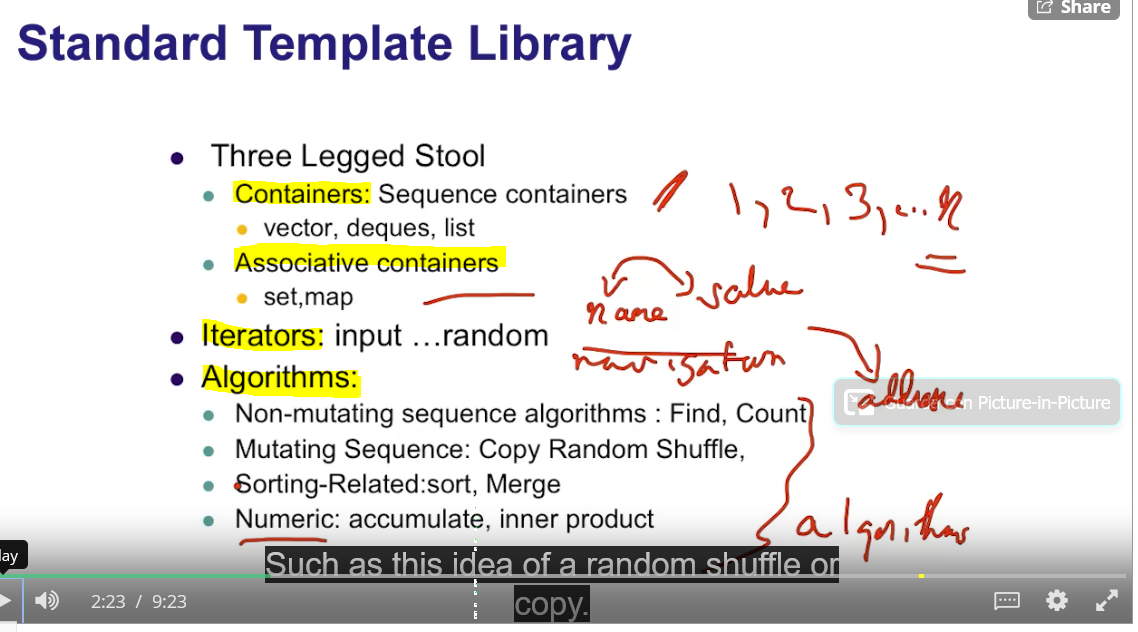 Share
Standard Template Library
● Three Legged Stool
● Containers: Sequence containers
1, 2, 3, ... n
● vector, deques, list
● Associative containers
● set,map
name value
● Iterators: input …random
navigation
● Algorithms:
address
in Picture-in-Picture
● Non-mutating sequence algorithms : Find, Count
● Mutating Sequence: Copy Random Shuffle,
● Sorting-Related:sort, Merge
● Numeric: accumulate, inner product
algorithms
lay
Such as this idea of a random shuffle or
copy.
2:23 / 9:23